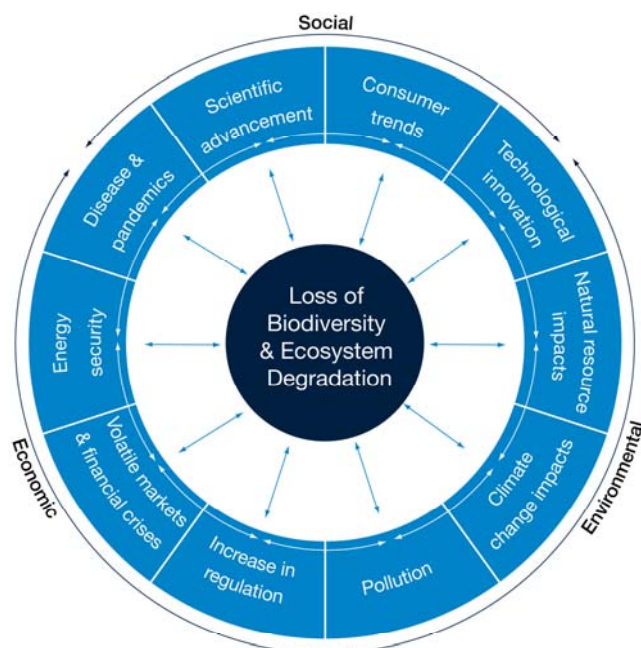 Social
Scientific
advancement
Consumer
trends
Technological
innovation
Natural resource
impacts
Climate
change impacts
Pollution
Increase in
regulation
Volatile markets
& financial crises
Energy
security
Disease &
pandemics
Loss of
Biodiversity
& Ecosystem
Degradation
Economic
Environmental